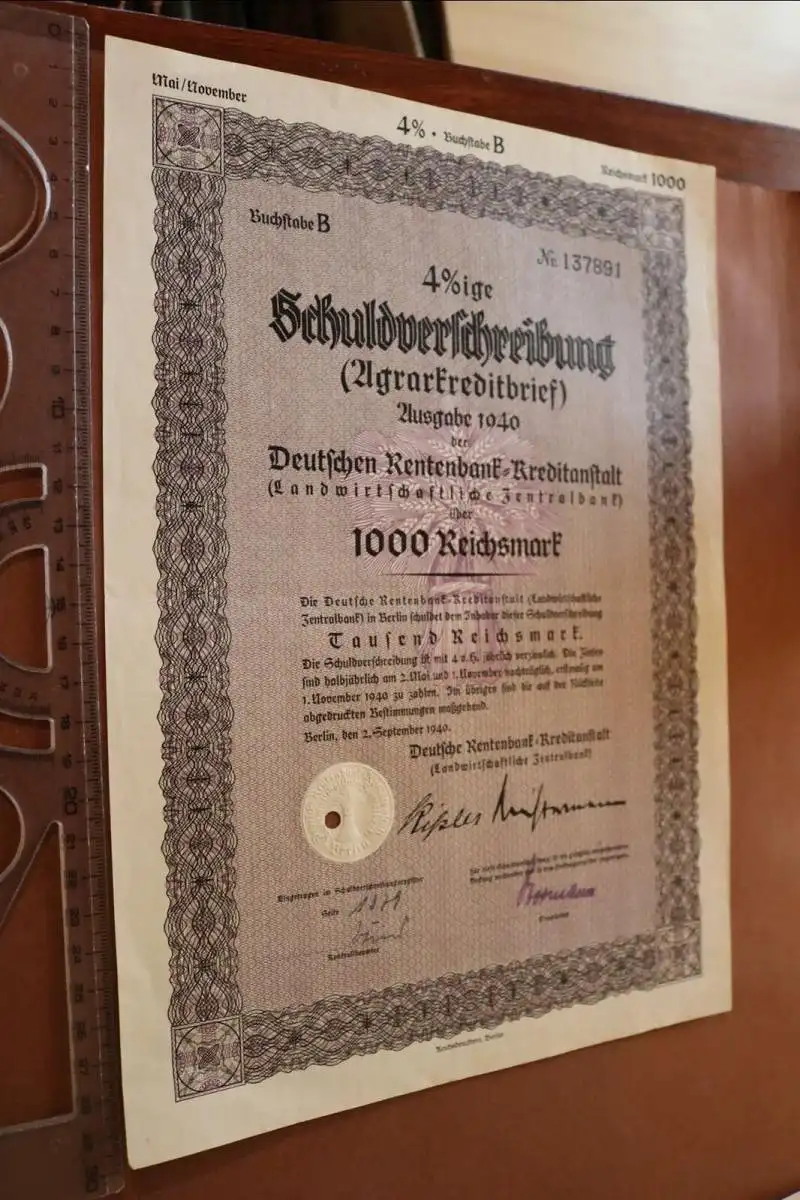 Mai/November
4% · Buchstabe B
Reichsmark 1000
Buchstabe B
№ 137891
4%ige
Schuldverschreibung
(Agrarkreditbrief)
Ausgabe 1940
der
Deutschen Rentenbank-Kreditanstalt
(Landwirtschaftliche Zentralbank)
über
1000 Reichsmark
Die Deutsche Rentenbank-Kreditanstalt (Landwirtschaftliche
Zentralbank) in Berlin schuldet dem Inhaber dieser Schuldverschreibung
Tausend Reichsmark.
Die Schuldverschreibung ist mit 4 v.H. jährlich verzinslich. Die Zinsen
sind halbjährlich am 2. Mai und 1. November nachträglich, erstmalig am
1. November 1940 zu zahlen. Im übrigen sind die auf der Rückseite
abgedruckten Bestimmungen maßgebend.
Berlin, den 2. September 1940.
Deutsche Rentenbank-Kreditanstalt
(Landwirtschaftliche Zentralbank)
Eingetragen im Schuldverschreibungsregister
Seite
Kontrollbeamter
Reichsdruckerei, Berlin